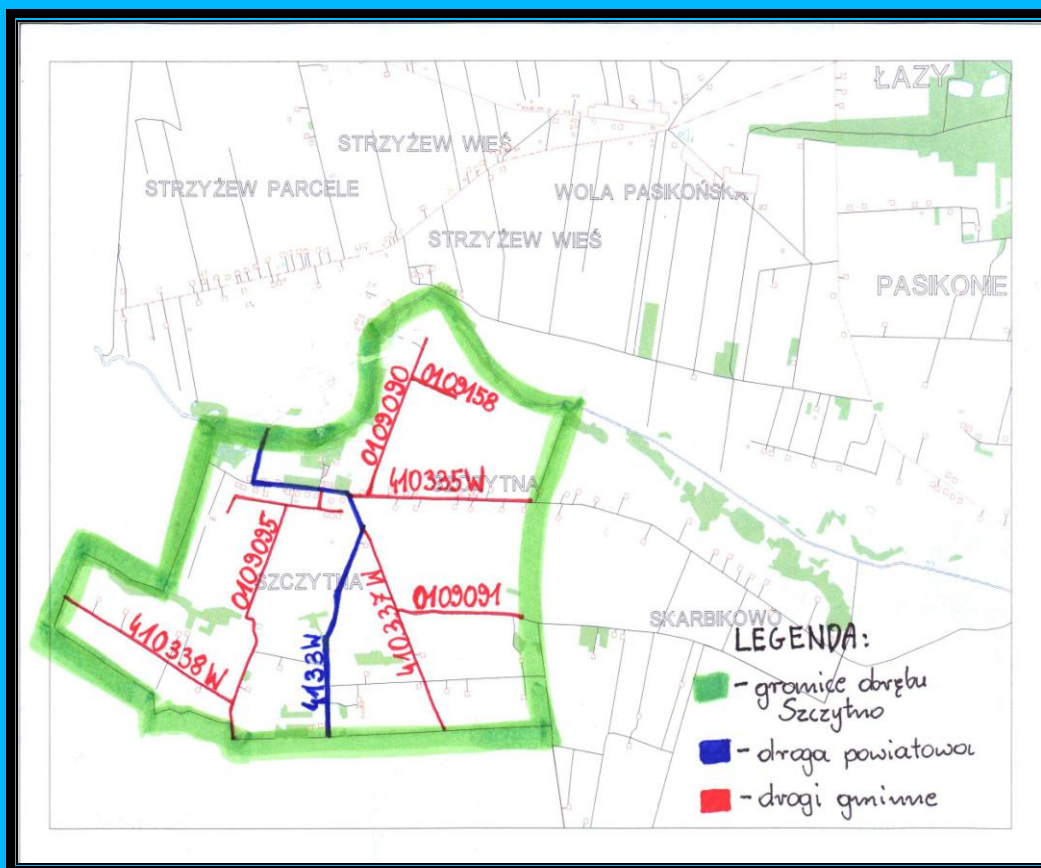 ŁAZY
STRZYŻEW WIEŚ
STRZYŻEW PARCELE
WOLA PASIKOŃSKA
STRZYŻEW WIEŚ
PASIKONIE
0109090
0109158
410335W
SZCZYTNA
0109095
SZCZYTNA
410337W
0109091
SKARBIKOWO
410338W
4133W
LEGENDA:
- granice obrębu
Szczytno
- droga powiatowa
- drogi gminne